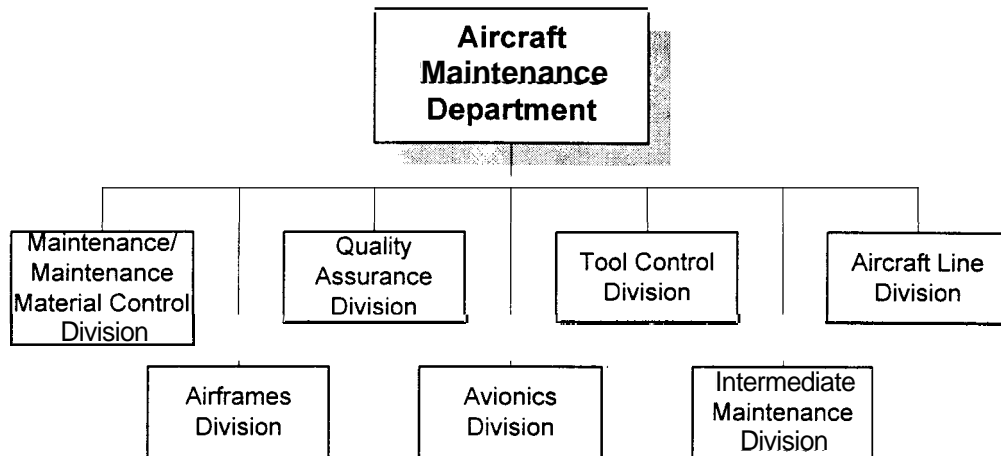 Aircraft
Maintenance
Department
Maintenance/
Maintenance
Material Control
Division
Quality
Assurance
Division
Tool Control
Division
Aircraft Line
Division
Airframes
Division
Avionics
Division
Intermediate
Maintenance
Division